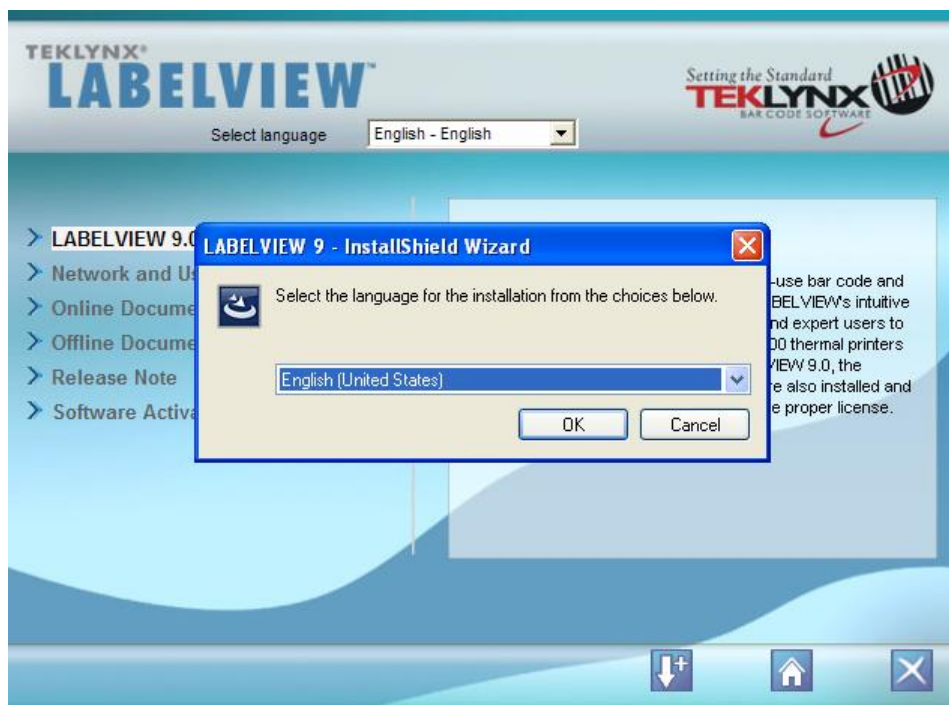 TEKLYNX®
LABELVIEW™
Setting the Standard
TEKLYNX
BAR CODE SOFTWARE
Select language
English - English
LABELVIEW 9.0
Network and Us
Online Docume
Offline Docume
Release Note
Software Activa
LABELVIEW 9 - InstallShield Wizard
Select the language for the installation from the choices below.
English (United States)
OK
Cancel
-use bar code and
BELVIEW's intuitive
nd expert users to
00 thermal printers
VIEW 9.0, the
re also installed and
e proper license.